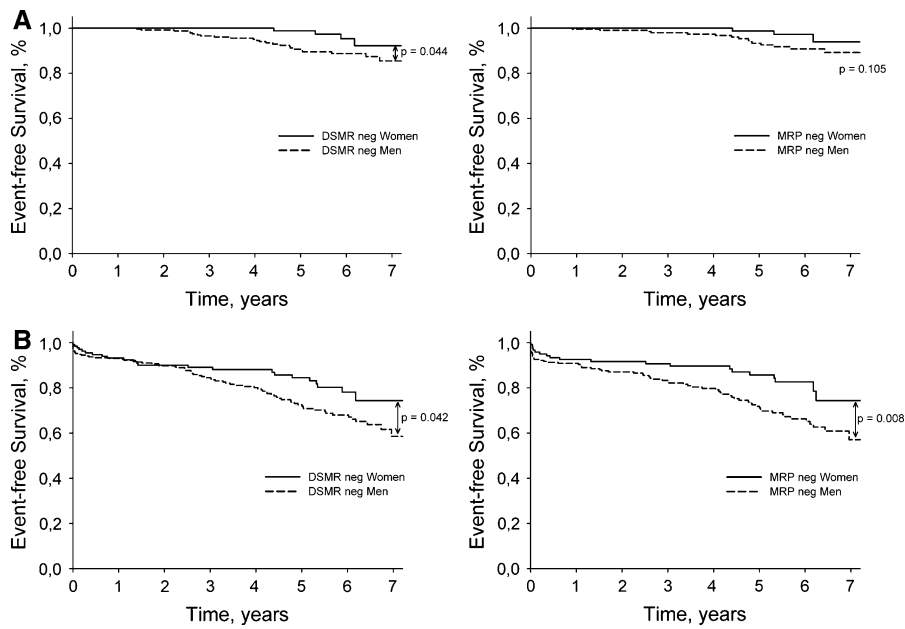 A
Event-free Survival, %
1,0
0,8
0,6
0,4
0,2
0,0
p = 0.044
DSMR neg Women
DSMR neg Men
0 1 2 3 4 5 6 7
Time, years
Event-free Survival, %
1,0
0,8
0,6
0,4
0,2
0,0
p = 0.105
MRP neg Women
MRP neg Men
0 1 2 3 4 5 6 7
Time, years
B
Event-free Survival, %
1,0
0,8
0,6
0,4
0,2
0,0
p = 0.042
DSMR neg Women
DSMR neg Men
0 1 2 3 4 5 6 7
Time, years
Event-free Survival, %
1,0
0,8
0,6
0,4
0,2
0,0
p = 0.008
MRP neg Women
MRP neg Men
0 1 2 3 4 5 6 7
Time, years